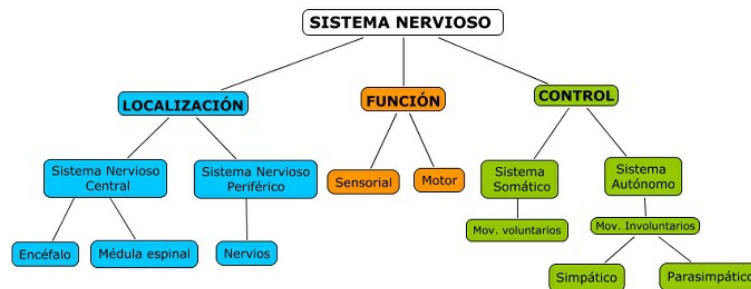 SISTEMA NERVIOSO
LOCALIZACIÓN
FUNCIÓN
CONTROL
Sistema Nervioso
Central
Sistema Nervioso
Periférico
Sensorial
Motor
Sistema
Somático
Sistema
Autónomo
Mov. voluntarios
Mov. Involuntarios
Encéfalo
Médula espinal
Nervios
Simpático
Parasimpático